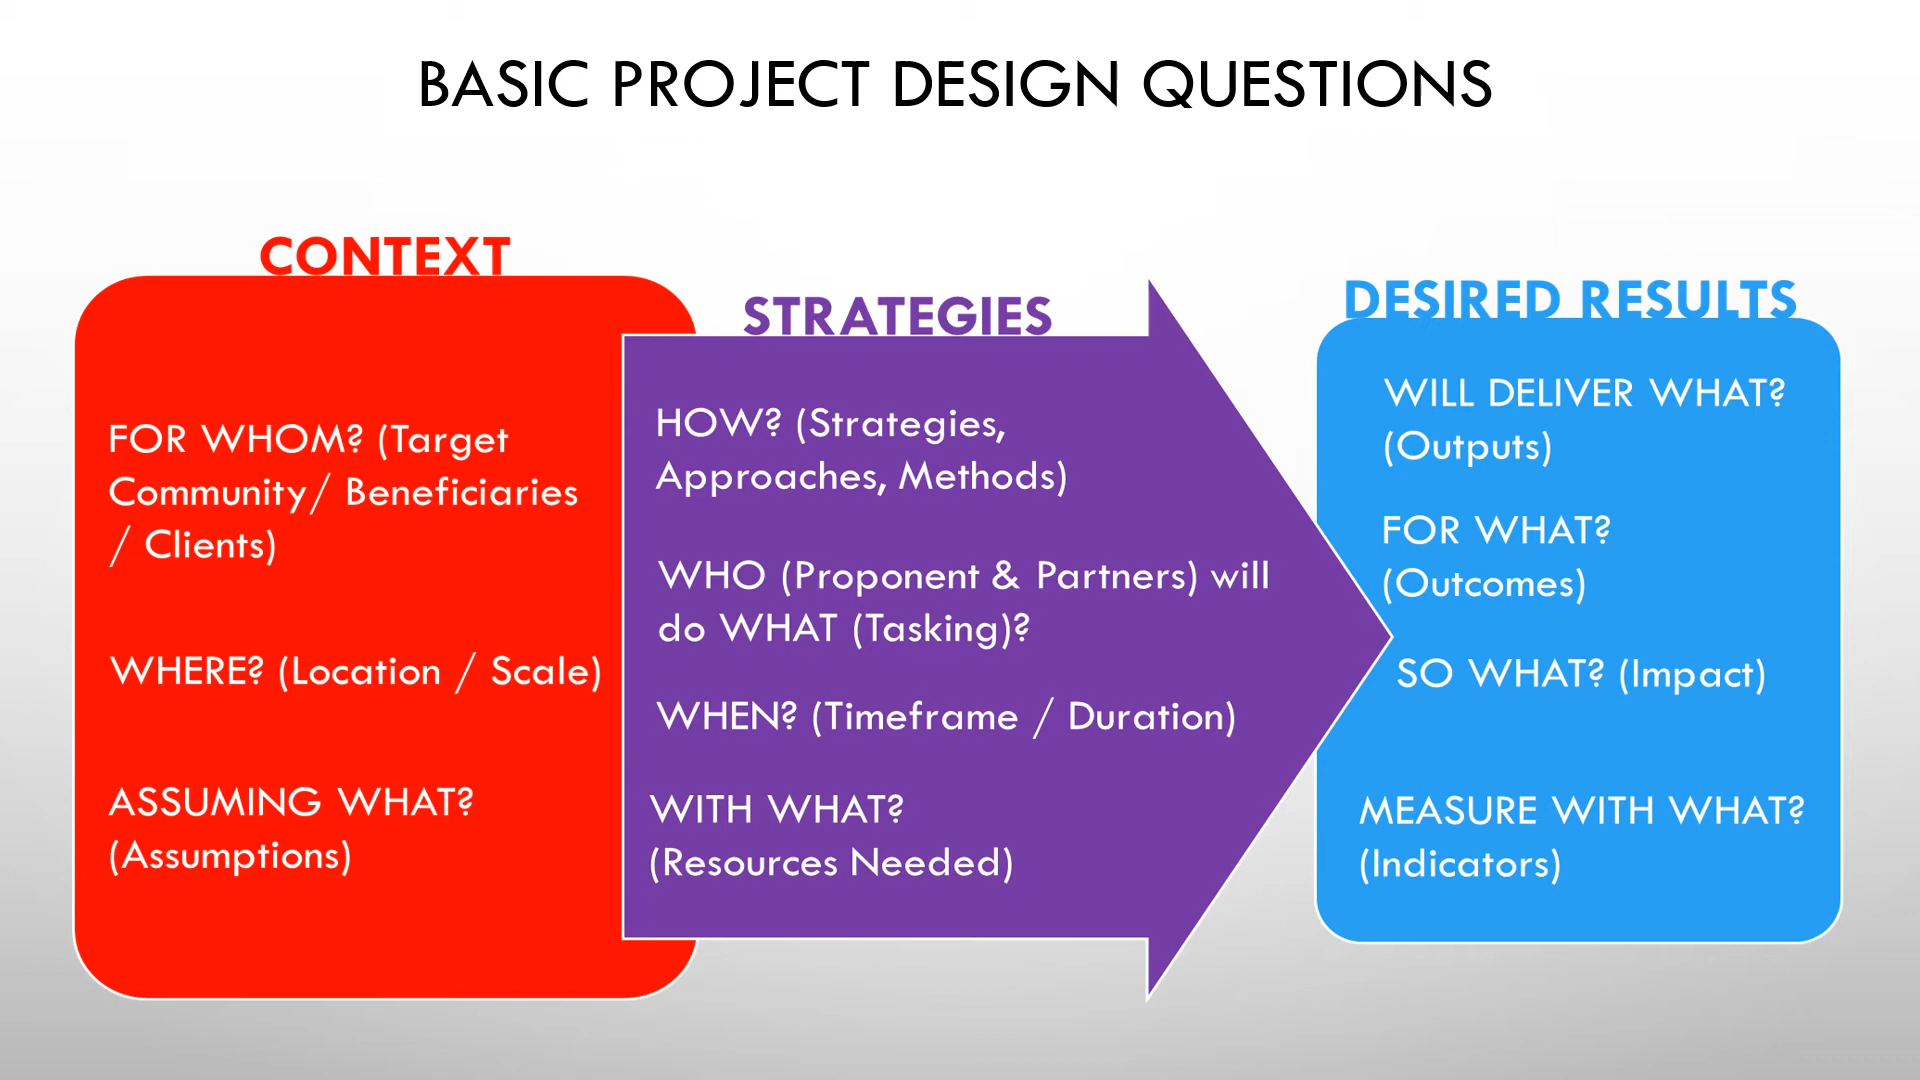 BASIC PROJECT DESIGN QUESTIONS
CONTEXT
FOR WHOM? (Target
Community/ Beneficiaries
/ Clients)
WHERE? (Location / Scale)
ASSUMING WHAT?
(Assumptions)
STRATEGIES
HOW? (Strategies,
Approaches, Methods)
WHO (Proponent & Partners) will
do WHAT (Tasking)?
WHEN? (Timeframe / Duration)
WITH WHAT?
(Resources Needed)
DESIRED RESULTS
WILL DELIVER WHAT?
(Outputs)
FOR WHAT?
(Outcomes)
SO WHAT? (Impact)
MEASURE WITH WHAT?
(Indicators)